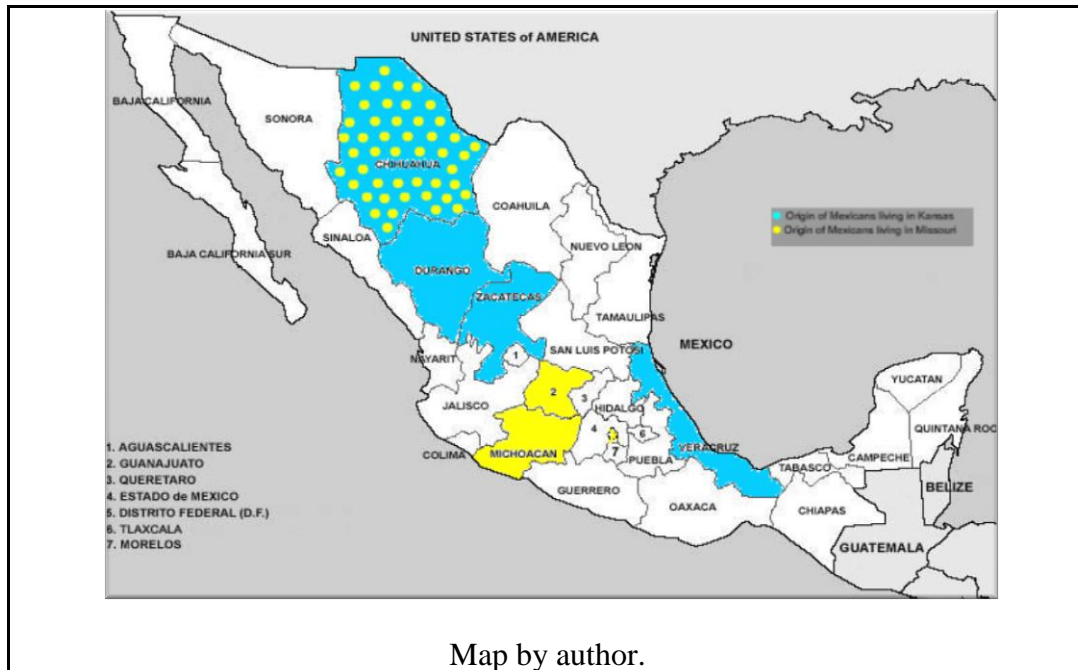 UNITED STATES of AMERICA
BAJA CALIFORNIA
SONORA
CHIHUAHUA
COAHUILA
Origin of Mexicans living in Kansas
Origin of Mexicans living in Missouri
SINALOA
NUEVO LEON
BAJA CALIFORNIA SUR
DURANGO
ZACATECAS
TAMAULIPAS
MEXICO
NAYARIT
1
SAN LUIS POTOSI
YUCATAN
2
3
JALISCO
HIDALGO
QUINTANA ROO
4
5
6
7
VERACRUZ
COLIMA
MICHOACAN
PUEBLA
TABASCO
CAMPECHE
BELIZE
GUERRERO
OAXACA
CHIAPAS
GUATEMALA
1. AGUASCALIENTES
2. GUANAJUATO
3. QUERETARO
4. ESTADO de MEXICO
5. DISTRITO FEDERAL (D.F.)
6. TLAXCALA
7. MORELOS
Map by author.